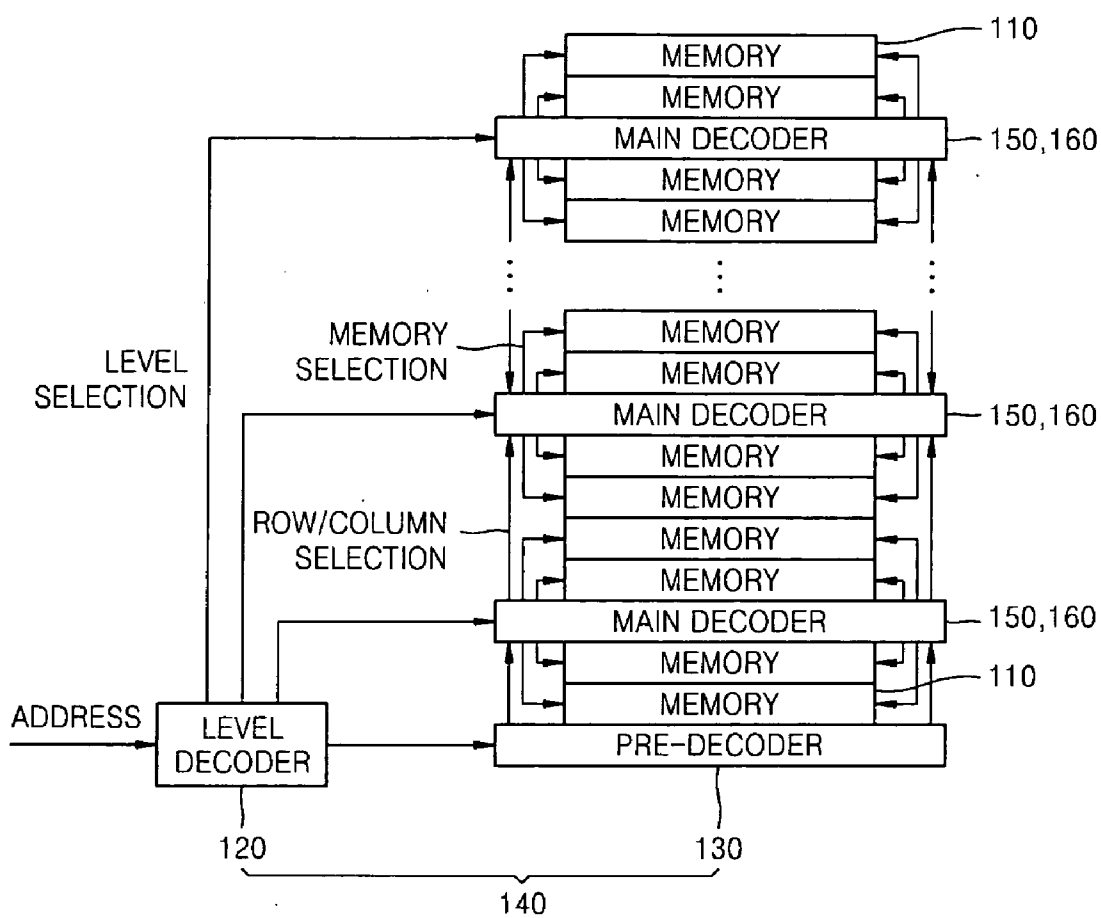 110
MEMORY
MEMORY
MAIN DECODER
150,160
MEMORY
MEMORY
MEMORY
SELECTION
MEMORY
LEVEL
SELECTION
MEMORY
MAIN DECODER
150,160
MEMORY
MEMORY
ROW/COLUMN
SELECTION
MEMORY
MEMORY
MAIN DECODER
150,160
MEMORY
110
MEMORY
ADDRESS
LEVEL
DECODER
PRE-DECODER
120
130
140